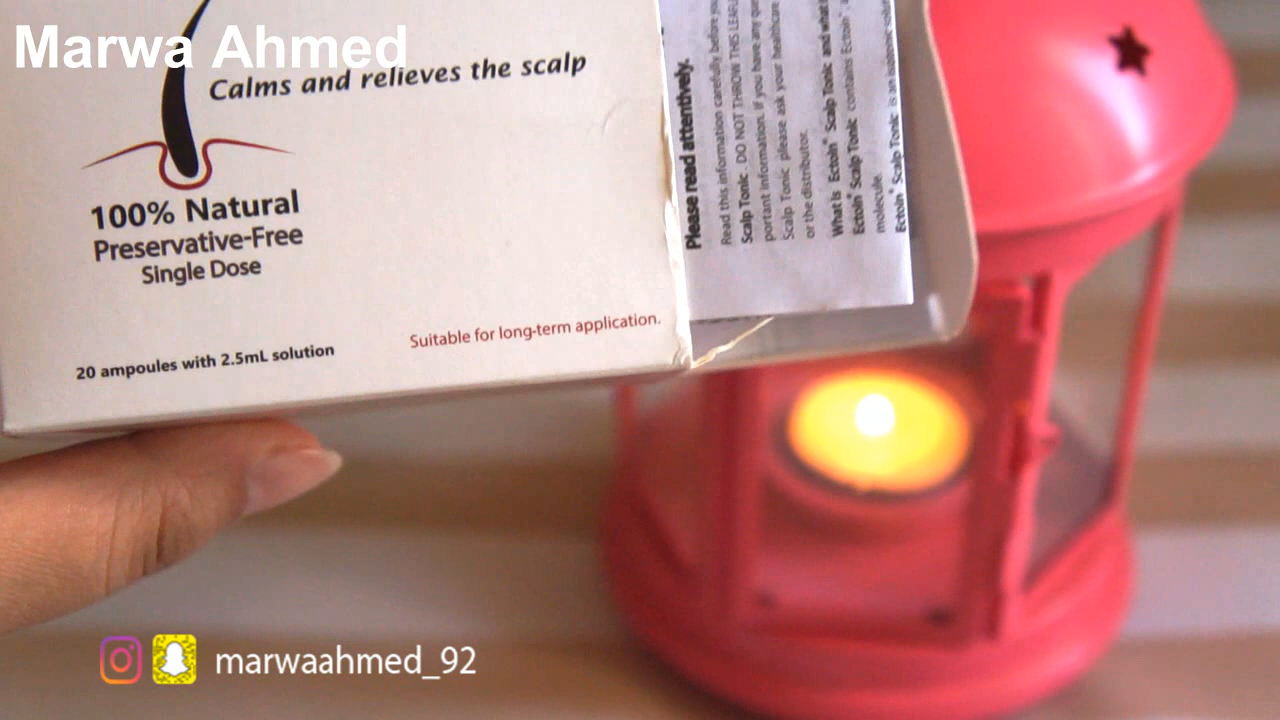 Marwa Ahmed
Calms and relieves the scalp
100% Natural
Preservative-Free
Single Dose
20 ampoules with 2.5mL solution
Suitable for long-term application.
Please read attentively.
Read this information carefully before
Scalp Tonic. DO NOT THROW THIS
portant information. If you have any
Scalp Tonic please ask your healthcare
or the distributor.
What is Ectoin® Scalp Tonic and what
Ectoin® Scalp Tonic contains Ectoin®
molecule.
Ectoin® Scalp Tonic is an
marwaahmed_92